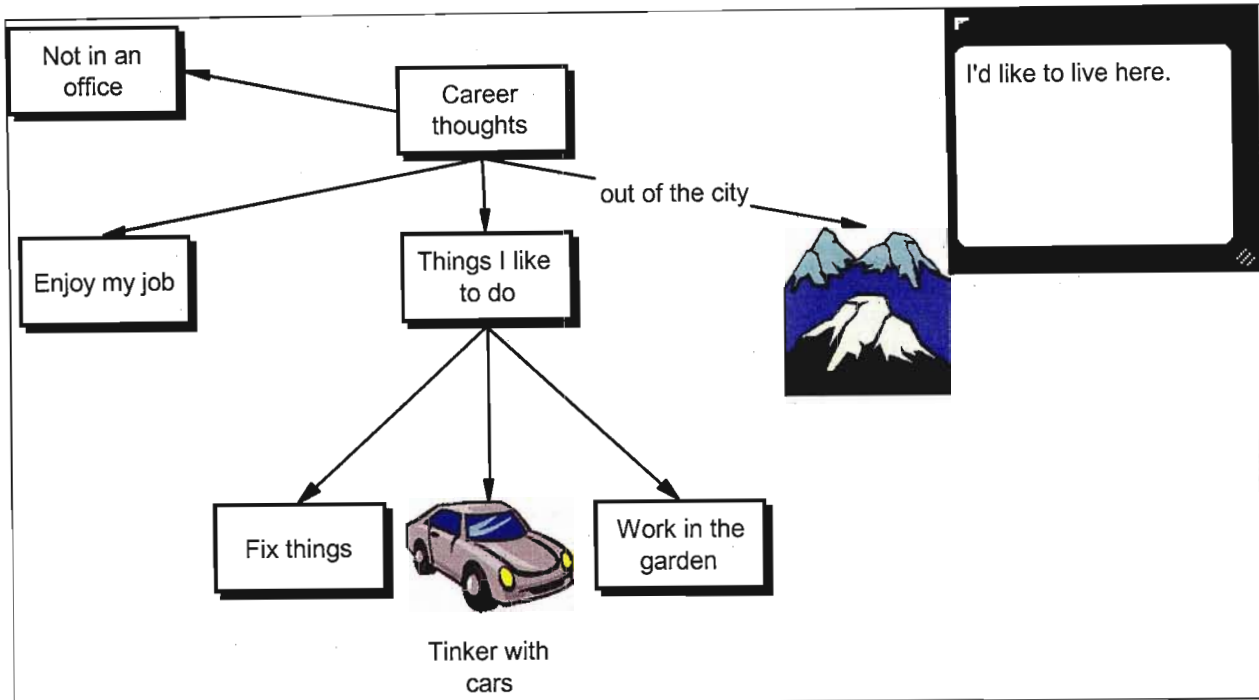 Not in an
office
Career
thoughts
I'd like to live here.
out of the city
Enjoy my job
Things I like
to do
Fix things
Work in the
garden
Tinker with
cars